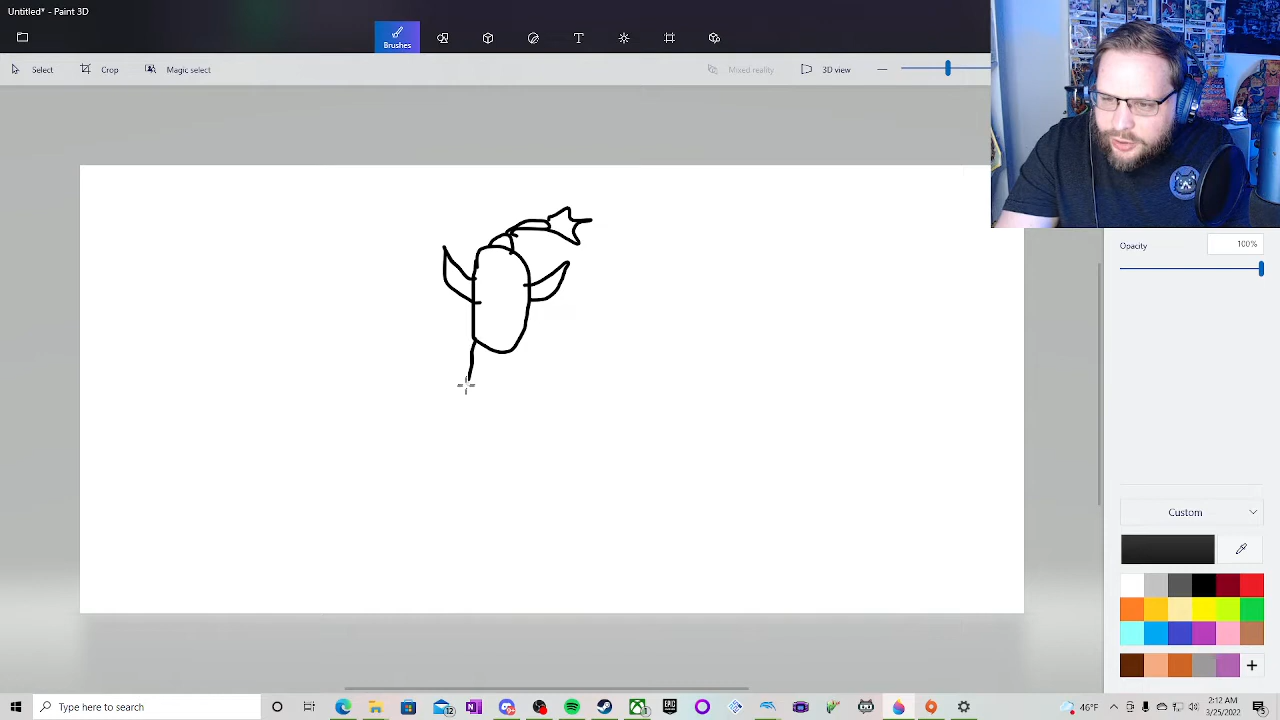 Untitled* - Paint 3D
Brushes
Select Crop Magic select Mixed reality 3D view
Opacity 100%
Custom
Type here to search
46°F 2:12 AM
3/25/2022